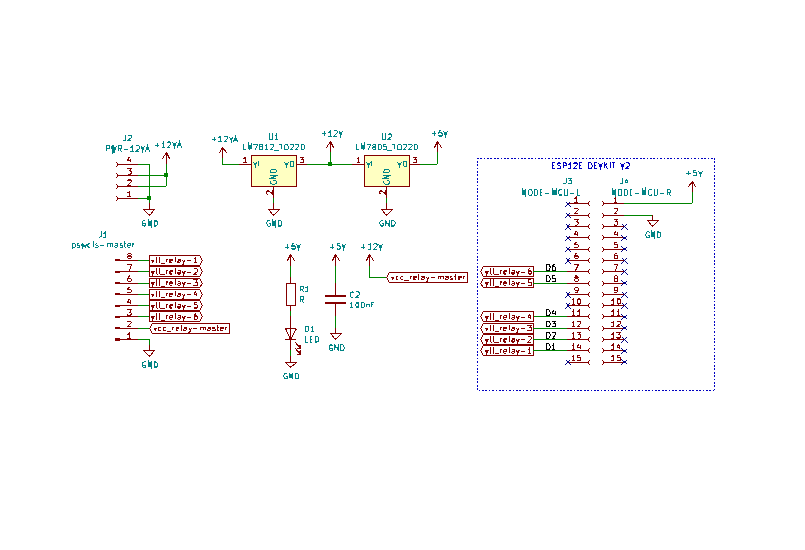 J2
PWR-12VA
+12VA
4
3
2
1
GND
+12VA
U1
LM7812_TO220
1
VI
VO
3
GND
2
GND
+12V
U2
LM7805_TO220
1
VI
VO
3
GND
2
GND
+5V
J1
pswcls-master
8
vll_relay-1
7
vll_relay-2
6
vll_relay-3
5
vll_relay-4
4
vll_relay-5
3
vll_relay-6
2
vcc_relay-master
1
GND
+5V
R1
R
D1
LED
GND
+5V
C2
100nF
GND
+12V
vcc_relay-master
ESP12E DEVKIT V2
J3
NODE-MCU-L
J4
NODE-MCU-R
+5V
1
2
3
4
5
6
vll_relay-6 D6 7
vll_relay-5 D5 8
9
10
vll_relay-4 D4 11
vll_relay-3 D3 12
vll_relay-2 D2 13
vll_relay-1 D1 14
15
1
2
3
4
5
6
7
8
9
10
11
12
13
14
15
GND